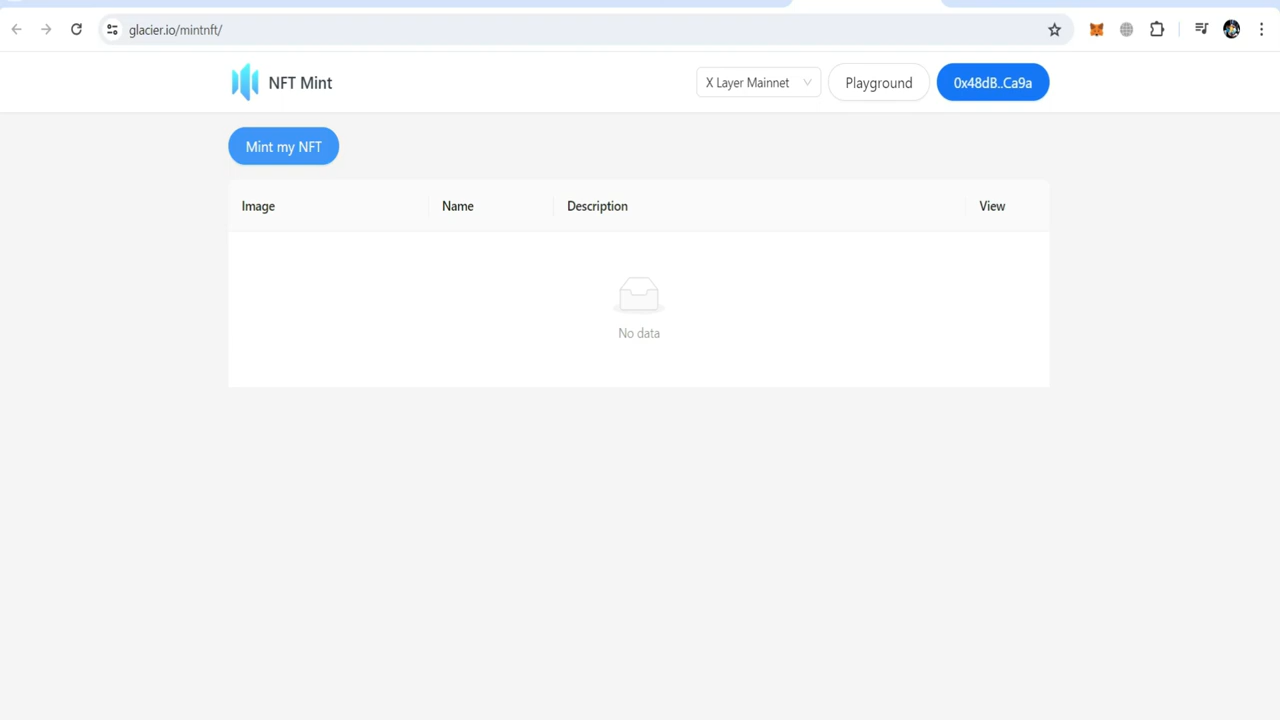 glacier.io/mintnft/
NFT Mint
X Layer Mainnet
Playground
0x48dB..Ca9a
Mint my NFT
Image
Name
Description
View
No data